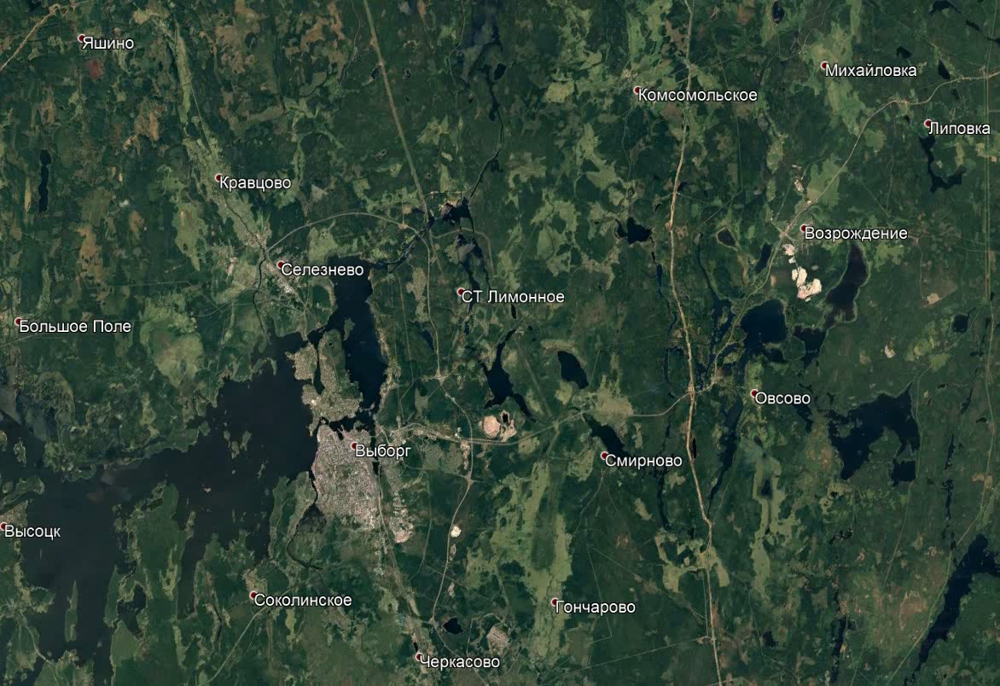 Яшино
Михайловка
Комсомольское
Липовка
Кравцово
Возрождение
Селезнево
СТ Лимонное
Большое Поле
Овсово
Выборг
Смирново
Высоцк
Соколинское
Гончарово
Черкасово